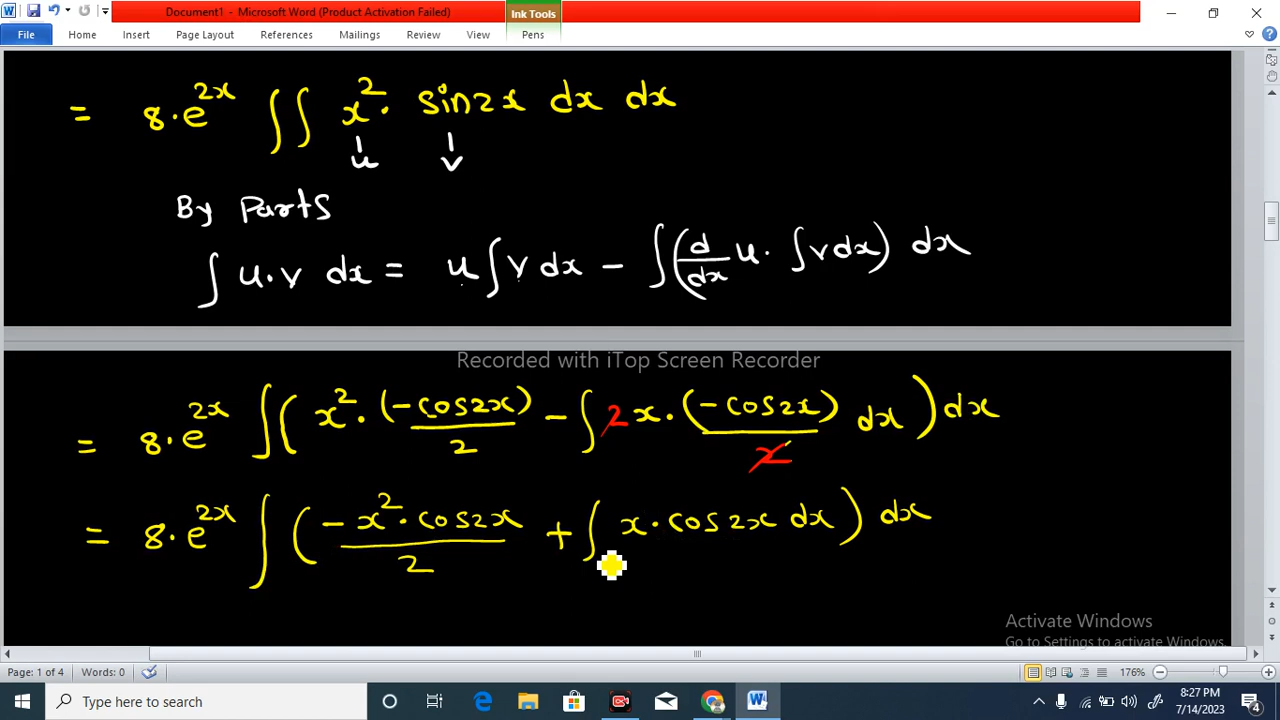 Document1 - Microsoft Word (Product Activation Failed)
Ink Tools
File Home Insert Page Layout References Mailings Review View Pens
= 8·e^{2x} ∫∫ x²· sin2x dx dx
u v
By Parts
∫ u·v dx = u∫v dx − ∫(d/dx u· ∫vdx) dx
Recorded with iTop Screen Recorder
= 8·e^{2x} ∫( x²·(−cos2x)/2 − ∫2x·(−cos2x)/2 dx )dx
= 8·e^{2x} ∫( −x²·cos2x/2 + ∫ x·cos2x dx) dx
Activate Windows
Go to Settings to activate Windows.
Page: 1 of 4 Words: 0 176%
Type here to search
8:27 PM
7/14/2023